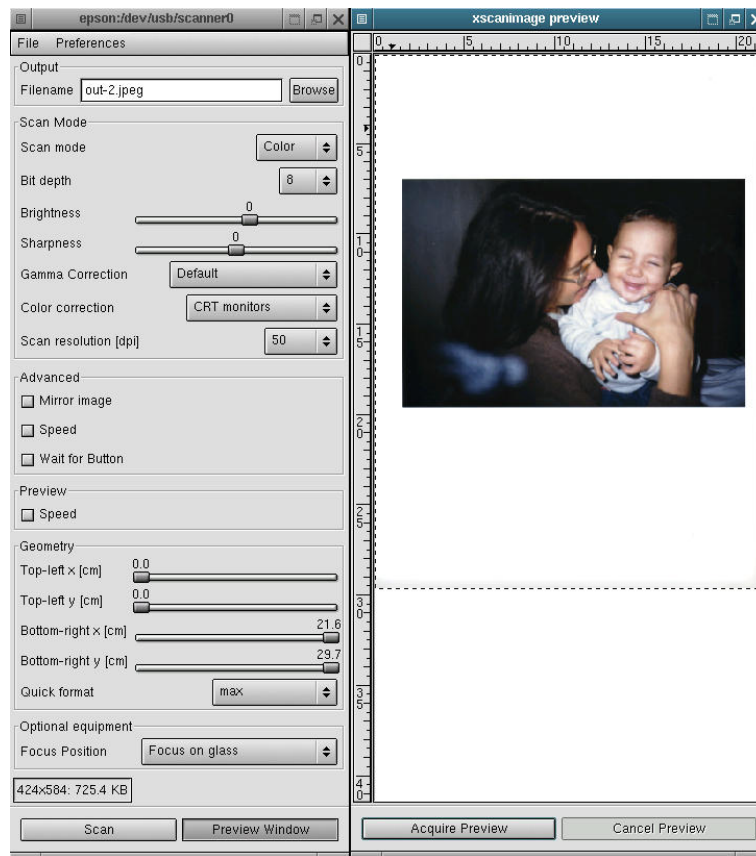 epson:/dev/usb/scanner0
File Preferences
Output
Filename out-2.jpeg Browse
Scan Mode
Scan mode Color
Bit depth 8
Brightness 0
Sharpness 0
Gamma Correction Default
Color correction CRT monitors
Scan resolution [dpi] 50
Advanced
Mirror image
Speed
Wait for Button
Preview
Speed
Geometry
Top-left x [cm] 0.0
Top-left y [cm] 0.0
Bottom-right x [cm] 21.6
Bottom-right y [cm] 29.7
Quick format max
Optional equipment
Focus Position Focus on glass
424x584: 725.4 KB
Scan Preview Window
xscanimage preview
0 5 10 15 20
0
5
10
15
20
25
30
35
40
Acquire Preview Cancel Preview